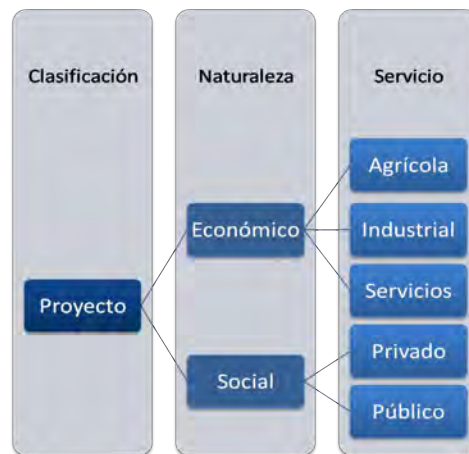 Clasificación
Naturaleza
Servicio
Agrícola
Económico
Industrial
Proyecto
Servicios
Social
Privado
Público